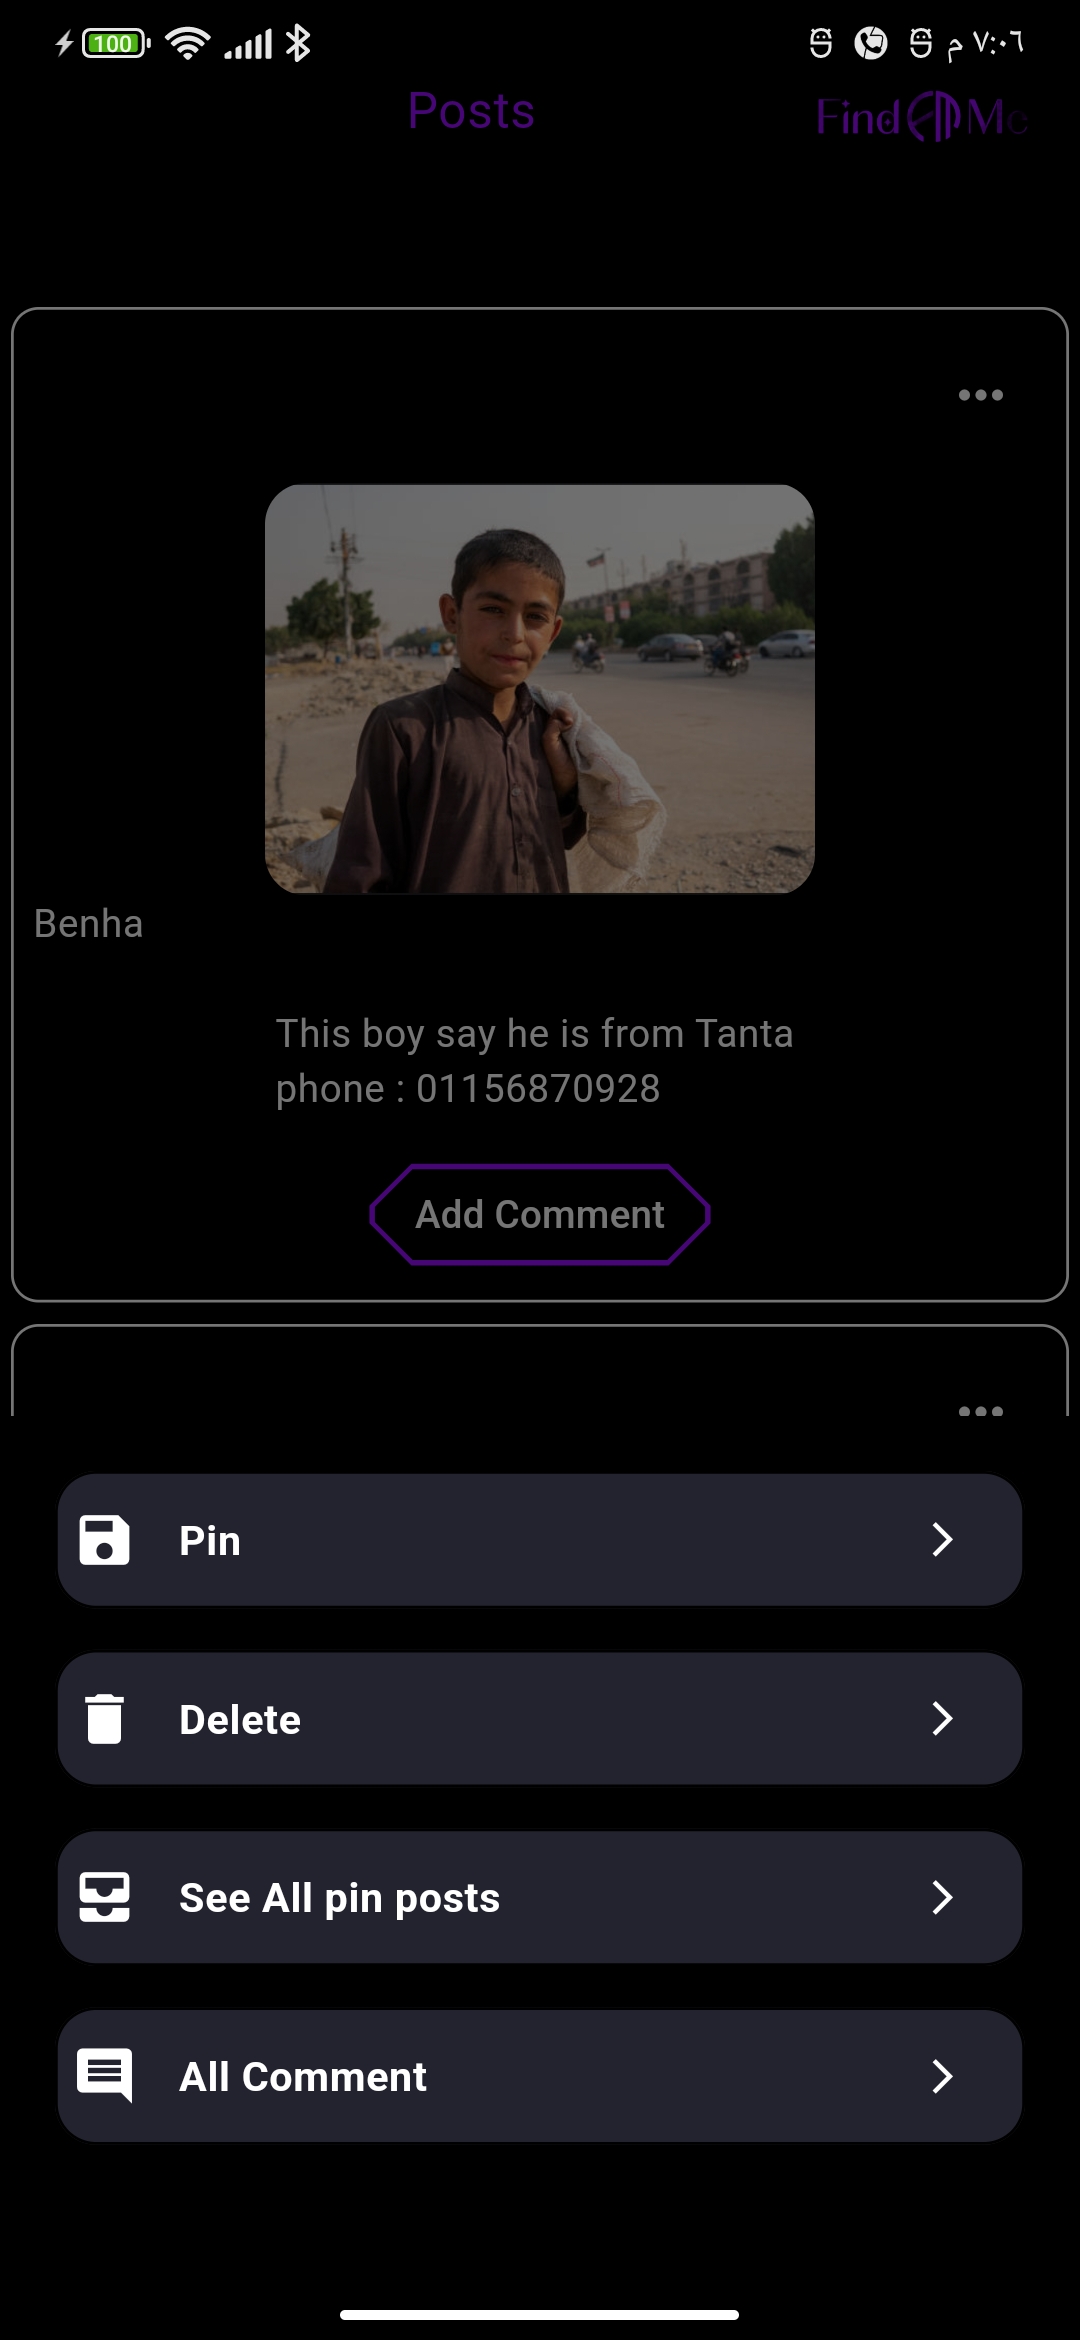 100
٧:٠٦ م
Posts
Find Me
Benha
This boy say he is from Tanta
phone : 01156870928
Add Comment
Pin
Delete
See All pin posts
All Comment